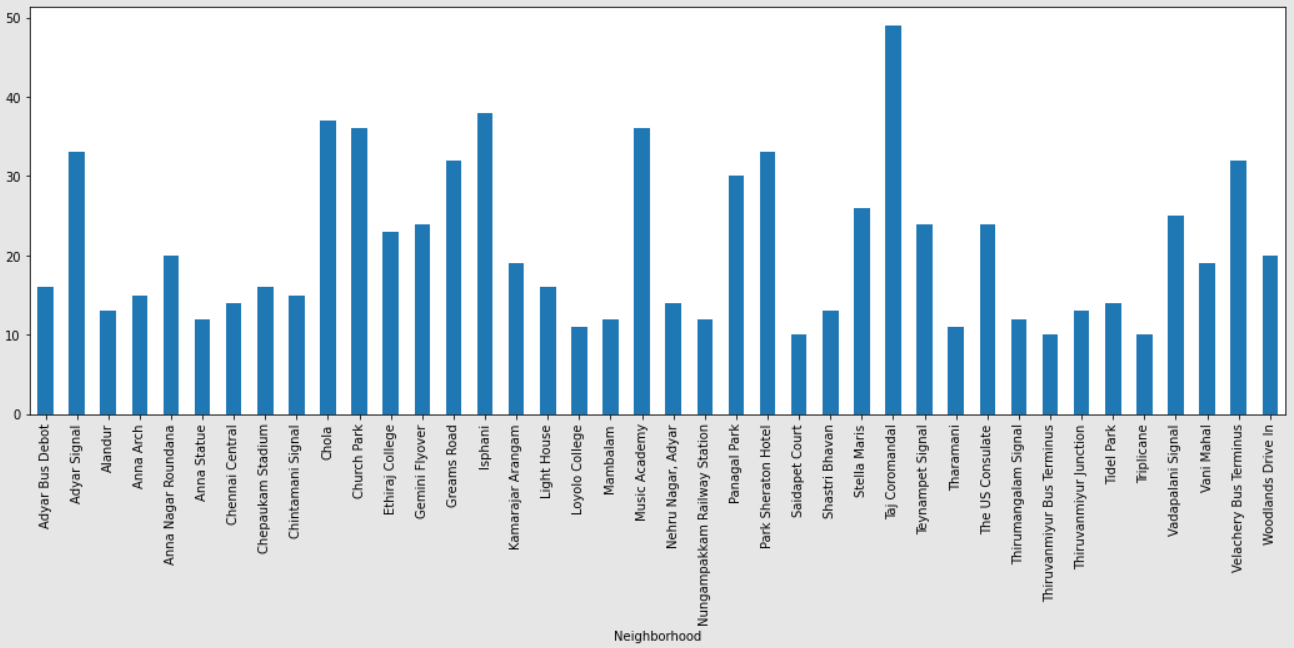 50
40
30
20
10
0
Adyar Bus Debot
Adyar Signal
Alandur
Anna Arch
Anna Nagar Roundana
Anna Statue
Chennai Central
Chepaukam Stadium
Chintamani Signal
Chola
Church Park
Ethiraj College
Gemini Flyover
Greams Road
Isphani
Kamarajar Arangam
Light House
Loyolo College
Mambalam
Music Academy
Nehru Nagar, Adyar
Nungampakkam Railway Station
Panagal Park
Park Sheraton Hotel
Saidapet Court
Shastri Bhavan
Stella Maris
Taj Coromandal
Teynampet Signal
Tharamani
The US Consulate
Thirumangalam Signal
Thiruvanmiyur Bus Terminus
Thiruvanmiyur Junction
Tidel Park
Triplicane
Vadapalani Signal
Vani Mahal
Velachery Bus Terminus
Woodlands Drive In
Neighborhood